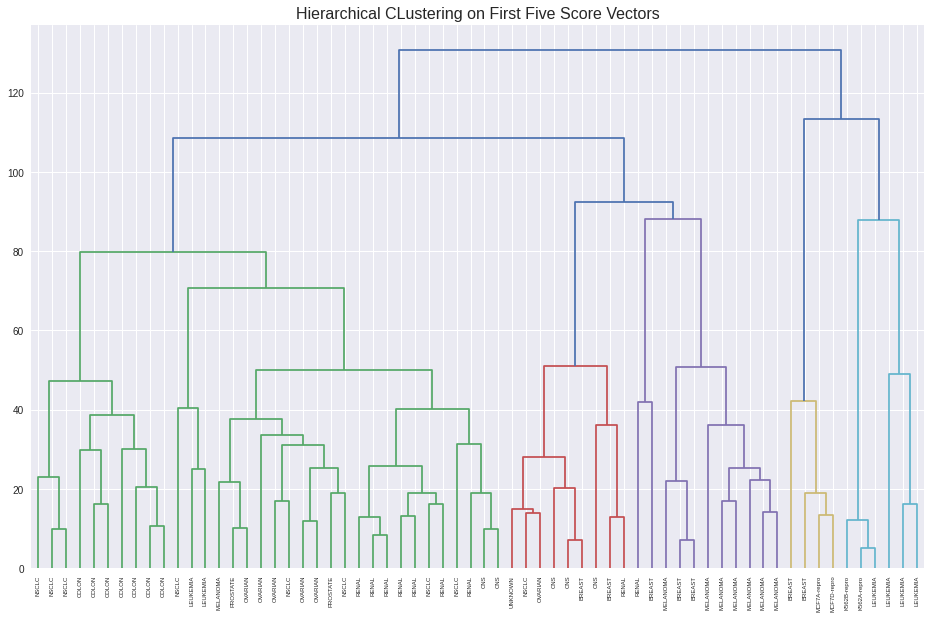 Hierarchical CLustering on First Five Score Vectors
120
100
80
60
40
20
0
NSCLC
NSCLC
NSCLC
COLON
COLON
COLON
COLON
COLON
COLON
COLON
NSCLC
LEUKEMIA
LEUKEMIA
MELANOMA
PROSTATE
OVARIAN
OVARIAN
OVARIAN
NSCLC
OVARIAN
OVARIAN
PROSTATE
NSCLC
RENAL
RENAL
RENAL
RENAL
RENAL
NSCLC
RENAL
NSCLC
RENAL
CNS
CNS
UNKNOWN
NSCLC
OVARIAN
CNS
CNS
BREAST
CNS
BREAST
RENAL
RENAL
BREAST
MELANOMA
BREAST
BREAST
MELANOMA
MELANOMA
MELANOMA
MELANOMA
MELANOMA
MELANOMA
BREAST
BREAST
MCF7A-repro
MCF7D-repro
K562B-repro
K562A-repro
LEUKEMIA
LEUKEMIA
LEUKEMIA
LEUKEMIA